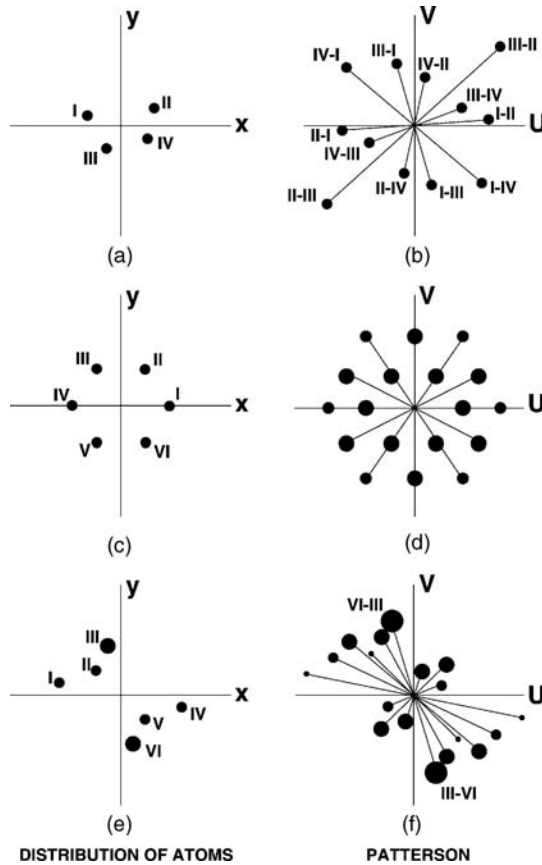 y
V
IV-I
III-I
IV-II
III-II
I
II
III-IV
I-II
x
U
III
IV
II-I
IV-III
II-III
II-IV
I-III
I-IV
(a)
(b)
y
V
III
II
IV
I
x
U
V
VI
(c)
(d)
y
V
VI-III
III
I
II
x
U
V
IV
VI
III-VI
(e)
(f)
DISTRIBUTION OF ATOMS
PATTERSON